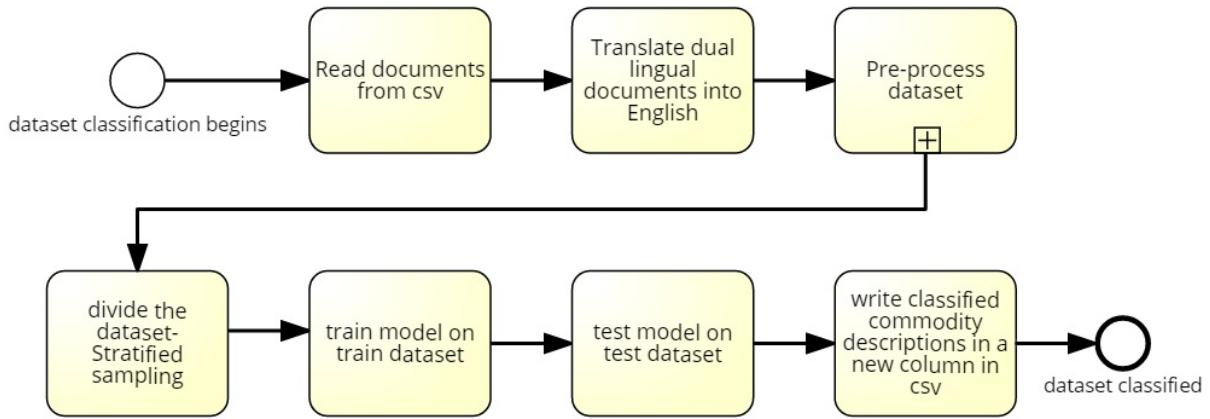 Read documents
from csv
dataset classification begins
Translate dual
lingual
documents into
English
Pre-process
dataset
divide the
dataset-
Stratified
sampling
train model on
train dataset
test model on
test dataset
write classified
commodity
descriptions in a
new column in
csv
dataset classified